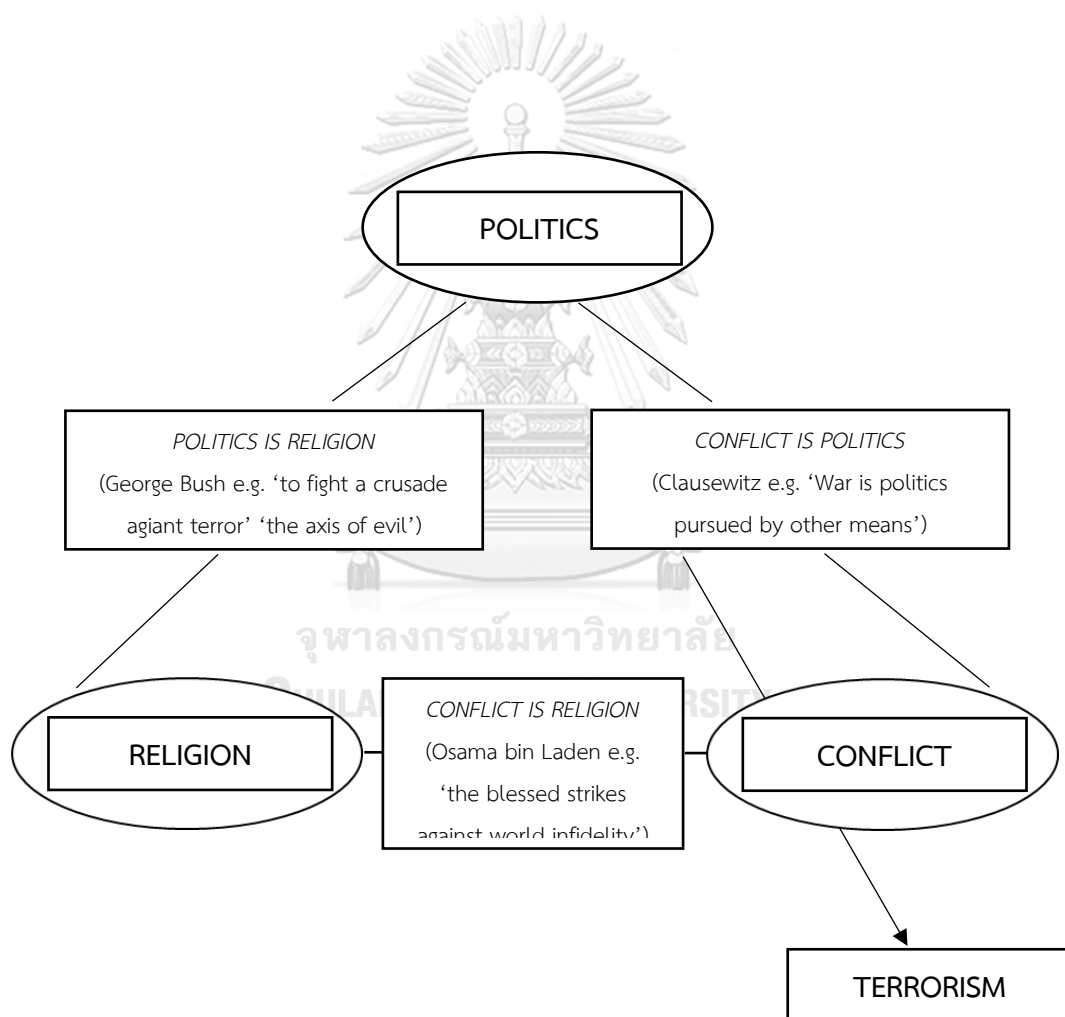 POLITICS
POLITICS IS RELIGION
(George Bush e.g. ‘to fight a crusade
agiant terror’ ‘the axis of evil’)
CONFLICT IS POLITICS
(Clausewitz e.g. ‘War is politics
pursued by other means’)
จุฬาลงกรณ์มหาวิทยาลัย
RELIGION
CONFLICT IS RELIGION
(Osama bin Laden e.g.
‘the blessed strikes
against world infidelity’)
CONFLICT
TERRORISM